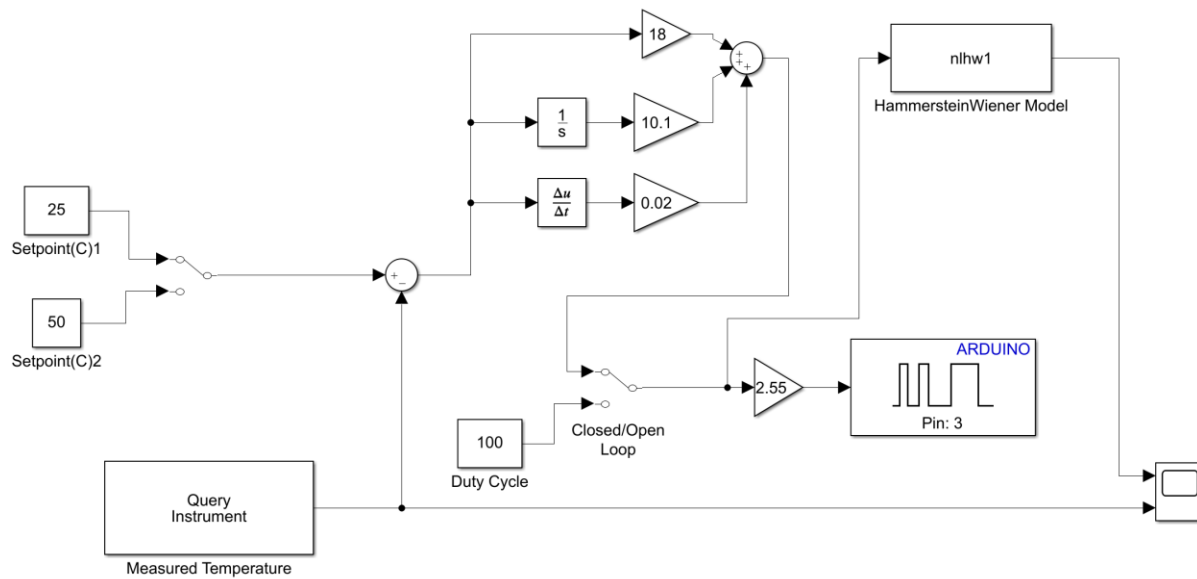 18
+
+
+
1
s
10.1
Δu
Δt
0.02
nlhw1
HammersteinWiener Model
25
Setpoint(C)1
+
−
50
Setpoint(C)2
100
Duty Cycle
Closed/Open
Loop
2.55
ARDUINO
Pin: 3
Query
Instrument
Measured Temperature